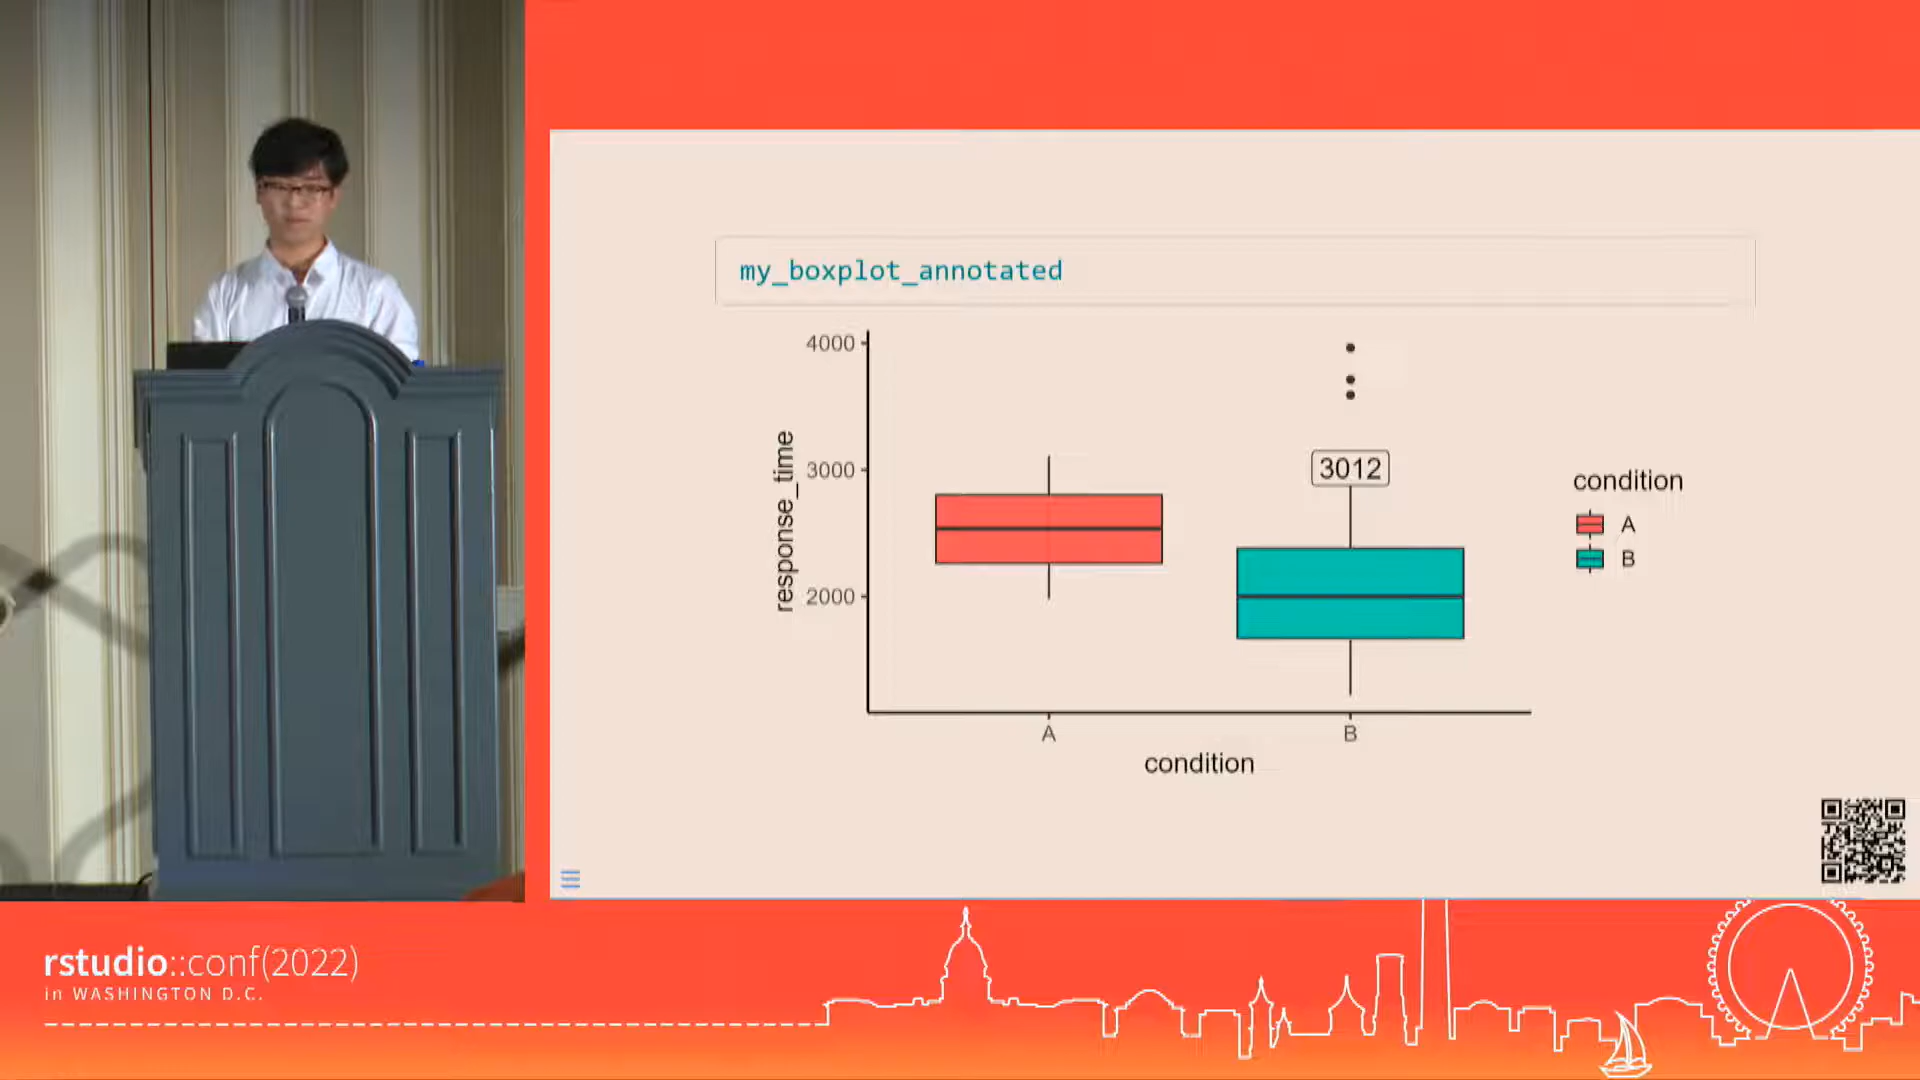 my_boxplot_annotated
4000
3000
2000
response_time
3012
A
B
condition
condition
A
B
rstudio::conf(2022)
in WASHINGTON D.C.